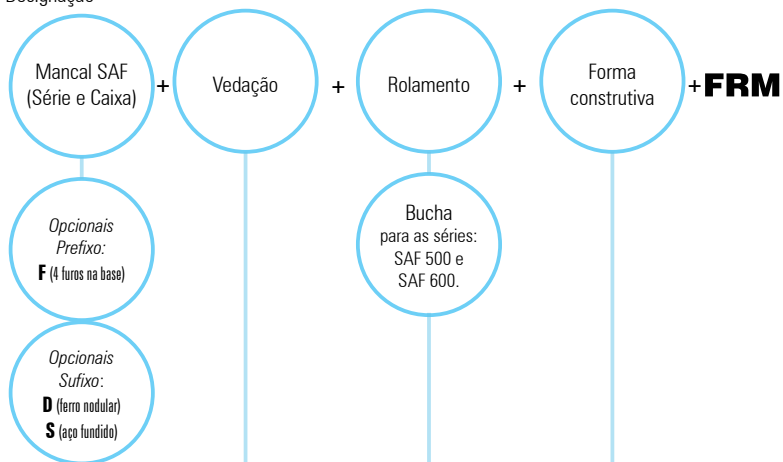 Designação
Mancal SAF
(Série e Caixa)
+
Vedação
+
Rolamento
+
Forma
construtiva
+FRM
Opcionais
Prefixo:
F (4 furos na base)
Bucha
para as séries:
SAF 500 e
SAF 600.
Opcionais
Sufixo:
D (ferro nodular)
S (aço fundido)